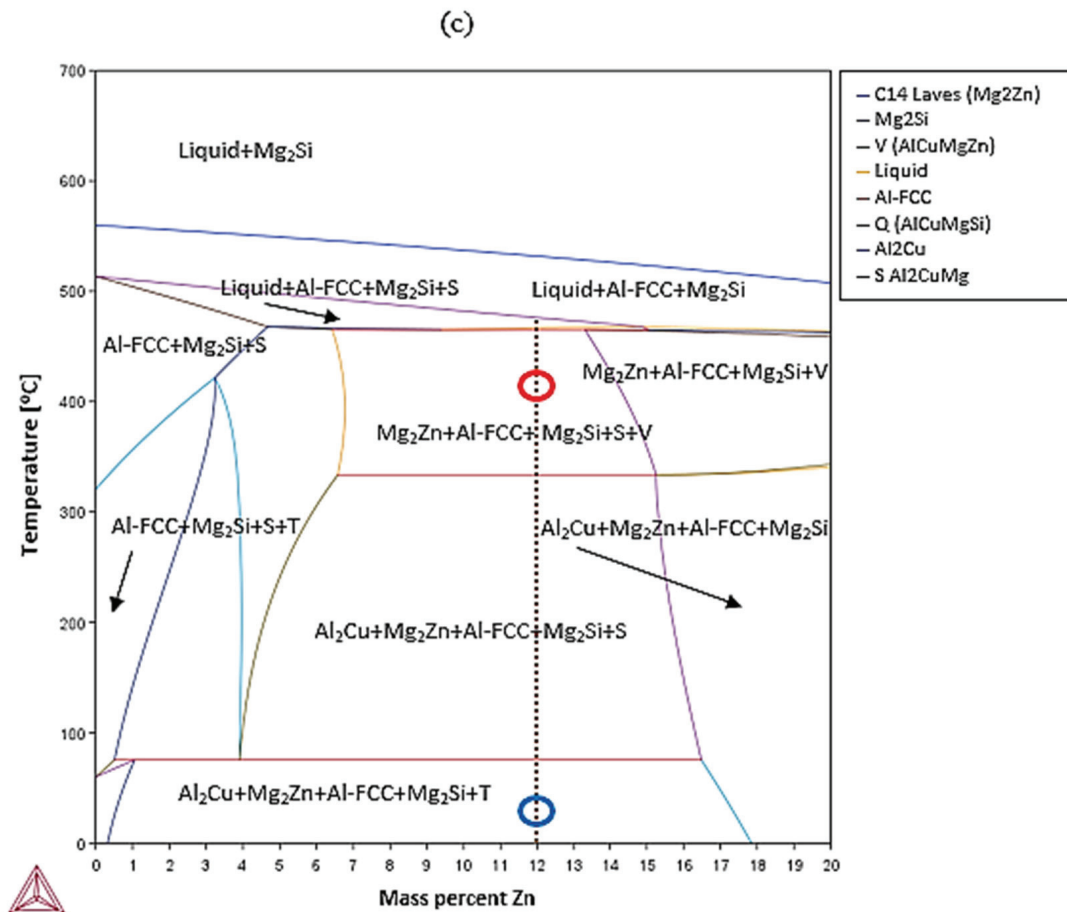 (c)
700
600
500
400
300
200
100
0
Temperature [ºC]
Liquid+Mg₂Si
Liquid+Al-FCC+Mg₂Si+S
Liquid+Al-FCC+Mg₂Si
Al-FCC+Mg₂Si+S
Mg₂Zn+Al-FCC+Mg₂Si+V
Mg₂Zn+Al-FCC+Mg₂Si+S+V
Al-FCC+Mg₂Si+S+T
Al₂Cu+Mg₂Zn+Al-FCC+Mg₂Si
Al₂Cu+Mg₂Zn+Al-FCC+Mg₂Si+S
Al₂Cu+Mg₂Zn+Al-FCC+Mg₂Si+T
0 1 2 3 4 5 6 7 8 9 10 11 12 13 14 15 16 17 18 19 20
Mass percent Zn
C14 Laves (Mg2Zn)
Mg2Si
V (AlCuMgZn)
Liquid
Al-FCC
Q (AlCuMgSi)
Al2Cu
S Al2CuMg